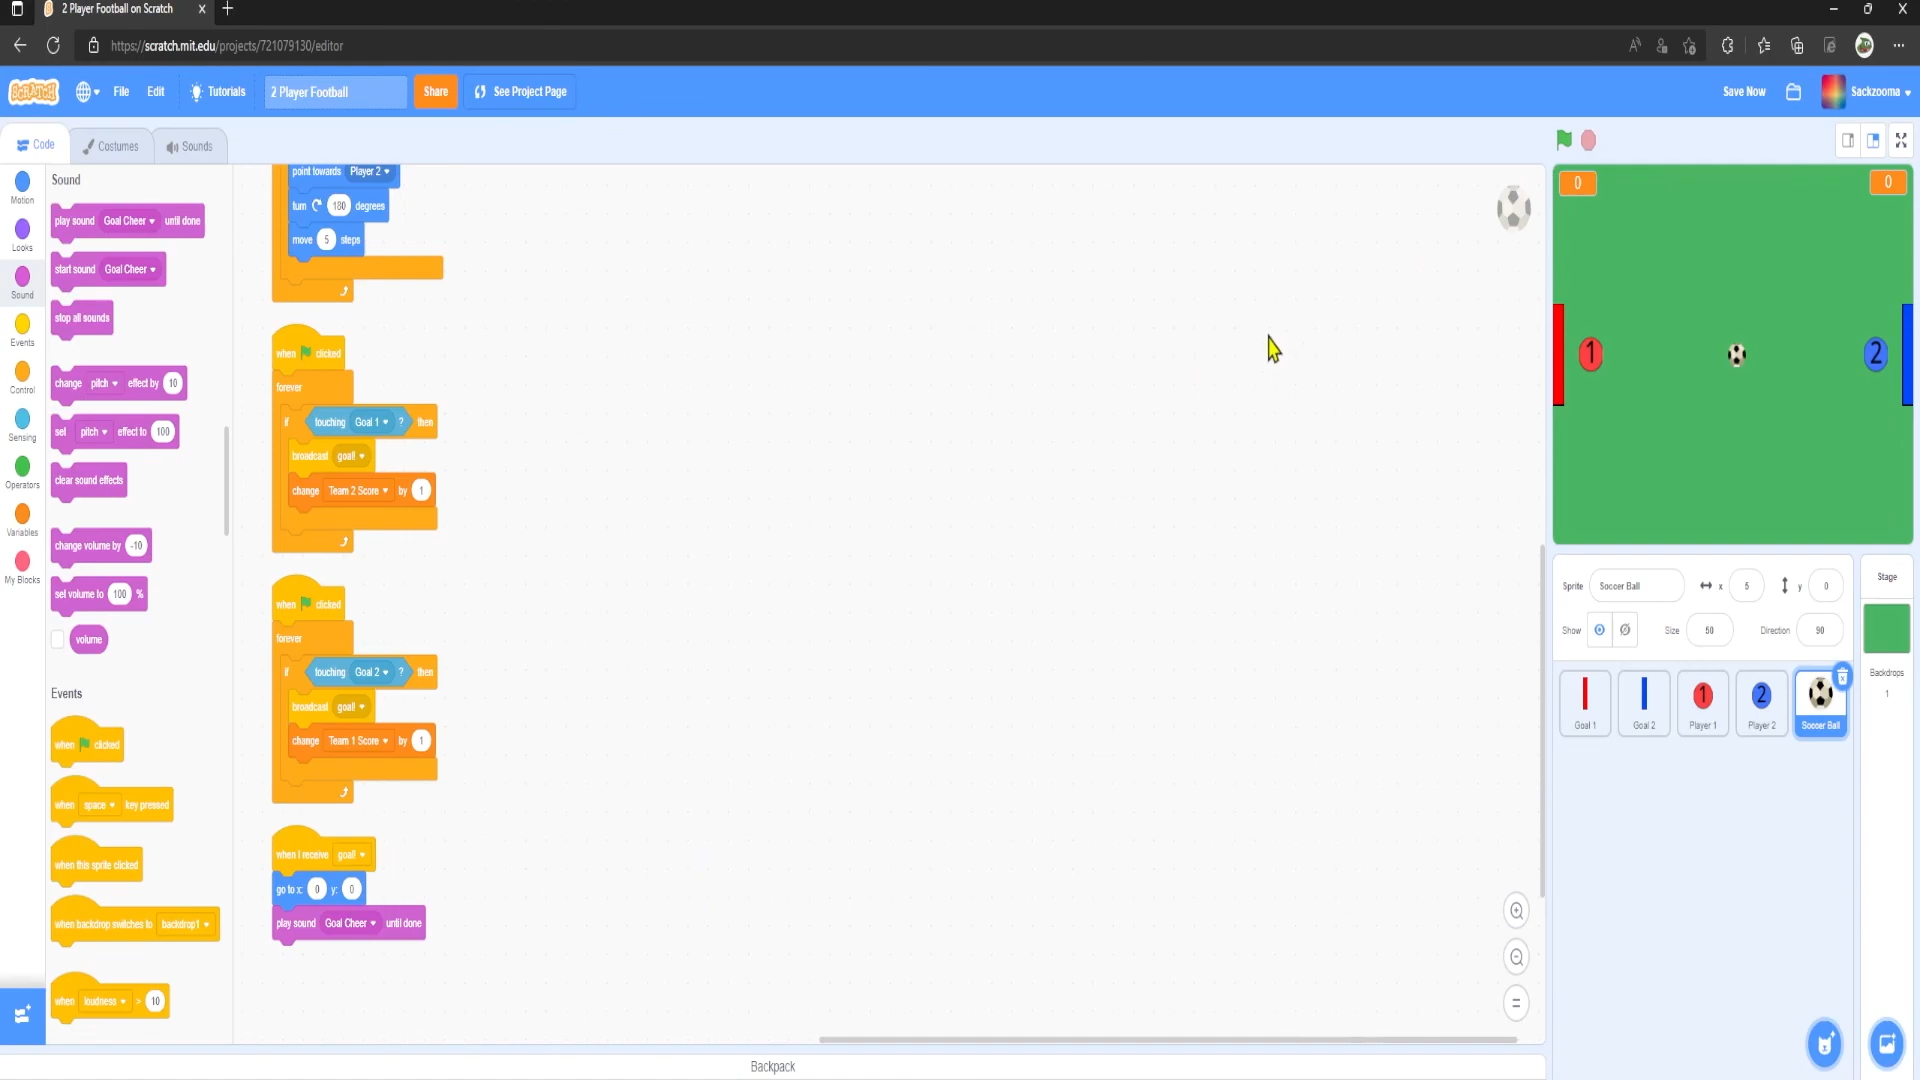 2 Player Football on Scratch
https://scratch.mit.edu/projects/721079130/editor
SCRATCH
File
Edit
Tutorials
2 Player Football
Share
See Project Page
Save Now
Sackzooma
Code
Costumes
Sounds
Motion
Looks
Sound
Events
Control
Sensing
Operators
Variables
My Blocks
Sound
play sound Goal Cheer until done
start sound Goal Cheer
stop all sounds
change pitch effect by 10
set pitch effect to 100
clear sound effects
change volume by -10
set volume to 100 %
volume
Events
when clicked
when space key pressed
when this sprite clicked
when backdrop switches to backdrop1
when loudness > 10
point towards Player 2
turn 180 degrees
move 5 steps
when clicked
forever
if touching Goal 1 ? then
broadcast goal!
change Team 2 Score by 1
when clicked
forever
if touching Goal 2 ? then
broadcast goal!
change Team 1 Score by 1
when I receive goal!
go to x: 0 y: 0
play sound Goal Cheer until done
Backpack
0
0
1
2
Sprite Soccer Ball x 5 y 0
Show Size 50 Direction 90
Goal 1
Goal 2
1
Player 1
2
Player 2
Soccer Ball
Stage
Backdrops
1